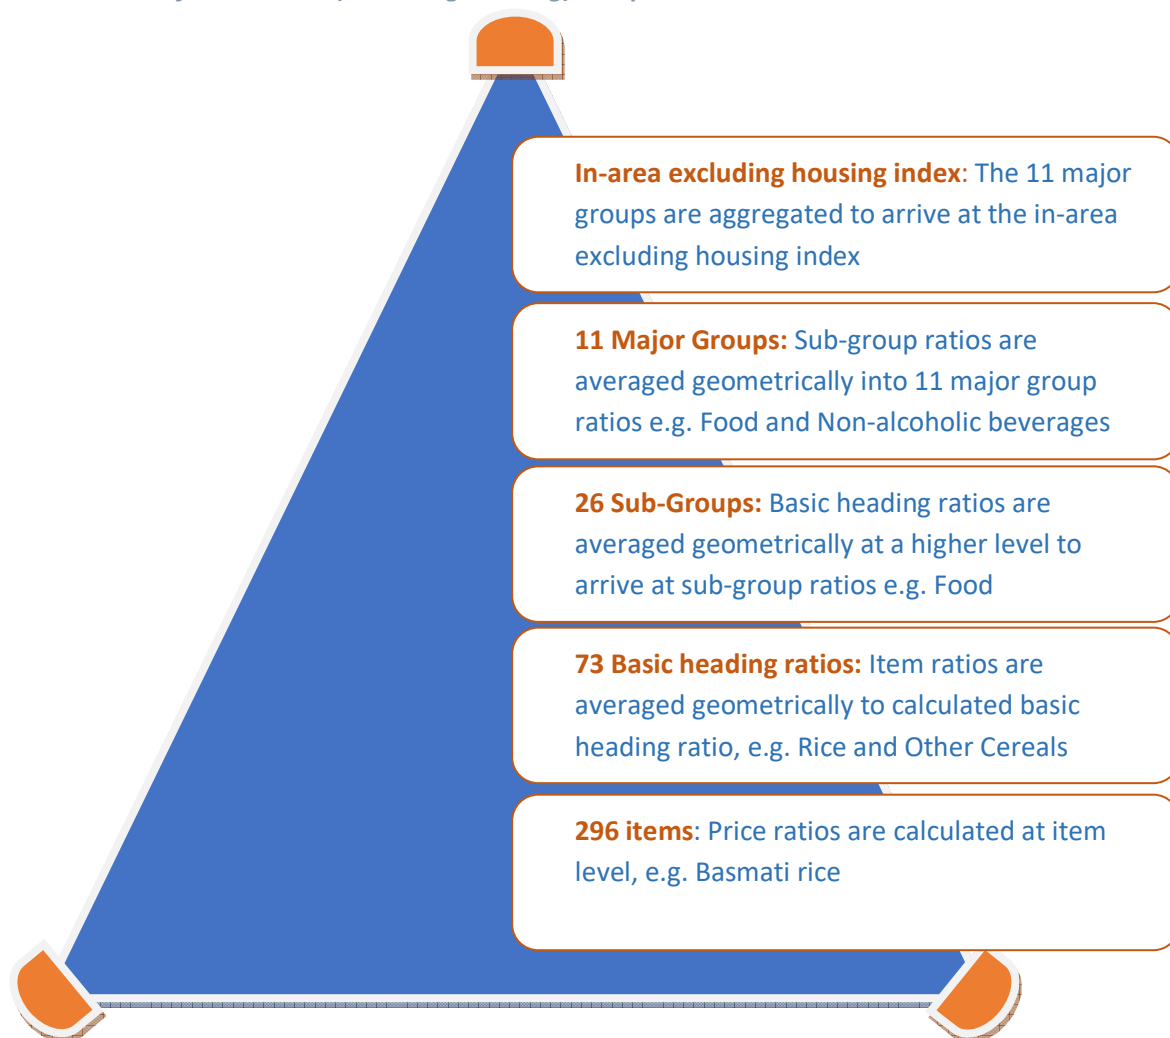 In-area excluding housing index: The 11 major
groups are aggregated to arrive at the in-area
excluding housing index
11 Major Groups: Sub-group ratios are
averaged geometrically into 11 major group
ratios e.g. Food and Non-alcoholic beverages
26 Sub-Groups: Basic heading ratios are
averaged geometrically at a higher level to
arrive at sub-group ratios e.g. Food
73 Basic heading ratios: Item ratios are
averaged geometrically to calculated basic
heading ratio, e.g. Rice and Other Cereals
296 items: Price ratios are calculated at item
level, e.g. Basmati rice